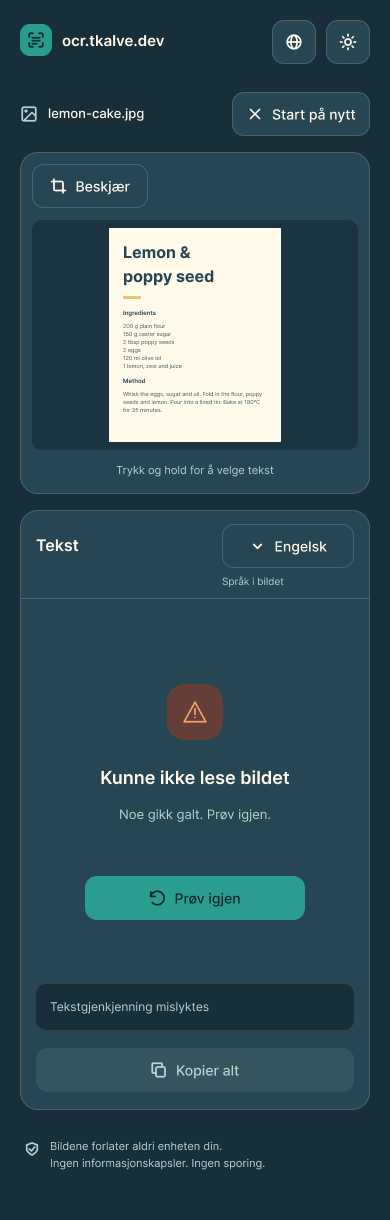 ocr.tkalve.dev
lemon-cake.jpg
Start på nytt
Beskjær
Lemon &
poppy seed
Ingredients
200 g plain flour
150 g caster sugar
2 tbsp poppy seeds
2 eggs
120 ml olive oil
1 lemon, zest and juice
Method
Whisk the eggs, sugar and oil. Fold in the flour, poppy
seeds and lemon. Pour into a lined tin. Bake at 180°C
for 35 minutes.
Trykk og hold for å velge tekst
Tekst
Engelsk
Språk i bildet
Kunne ikke lese bildet
Noe gikk galt. Prøv igjen.
Prøv igjen
Tekstgjenkjenning mislyktes
Kopier alt
Bildene forlater aldri enheten din.
Ingen informasjonskapsler. Ingen sporing.